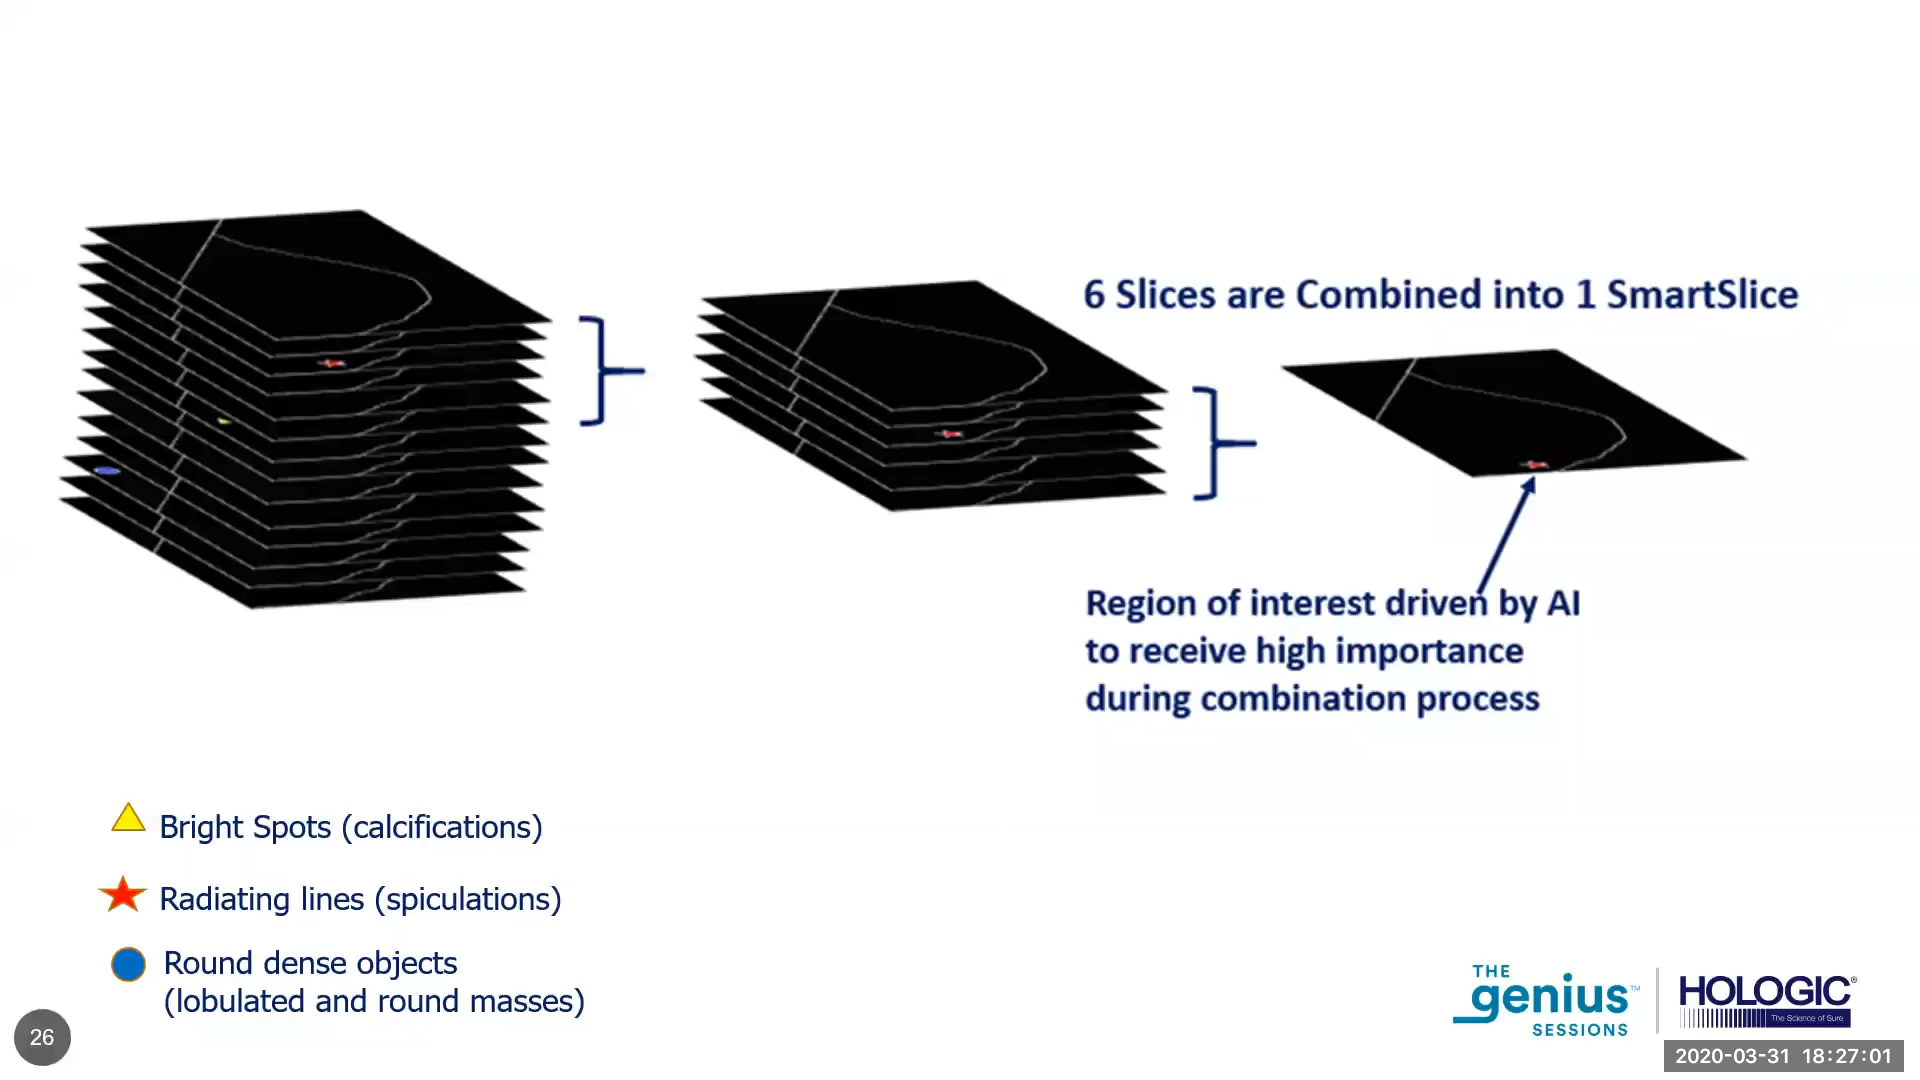 6 Slices are Combined into 1 SmartSlice
Region of interest driven by AI
to receive high importance
during combination process
Bright Spots (calcifications)
Radiating lines (spiculations)
Round dense objects
(lobulated and round masses)
26
THE
genius™
SESSIONS
HOLOGIC®
The Science of Sure.
2020-03-31 18:27:01